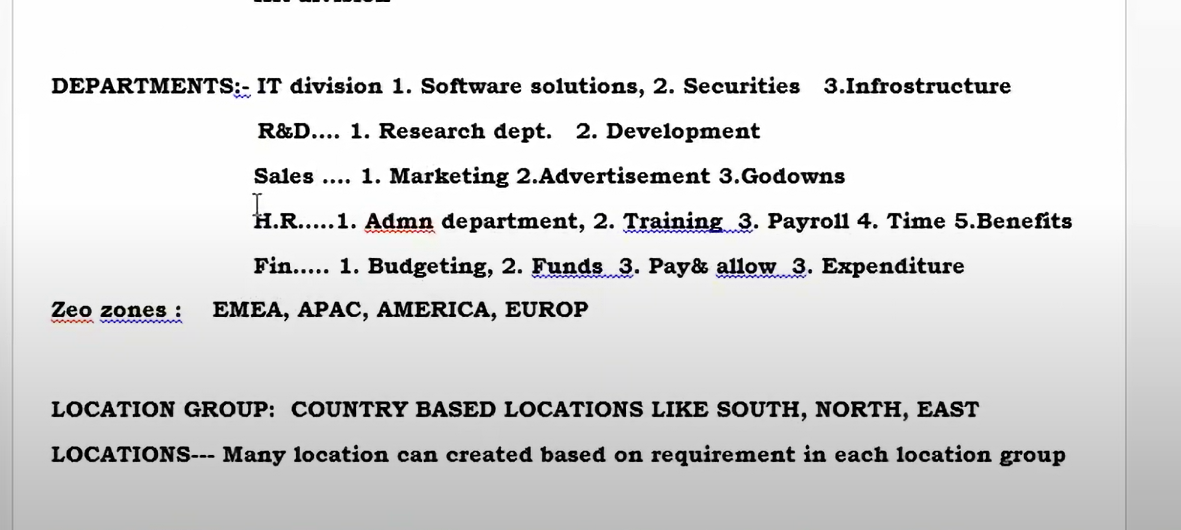 DEPARTMENTS:- IT division 1. Software solutions, 2. Securities 3.Infrostructure
R&D.... 1. Research dept. 2. Development
Sales .... 1. Marketing 2.Advertisement 3.Godowns
H.R.....1. Admn department, 2. Training 3. Payroll 4. Time 5.Benefits
Fin..... 1. Budgeting, 2. Funds 3. Pay& allow 3. Expenditure
Zeo zones : EMEA, APAC, AMERICA, EUROP
LOCATION GROUP: COUNTRY BASED LOCATIONS LIKE SOUTH, NORTH, EAST
LOCATIONS--- Many location can created based on requirement in each location group